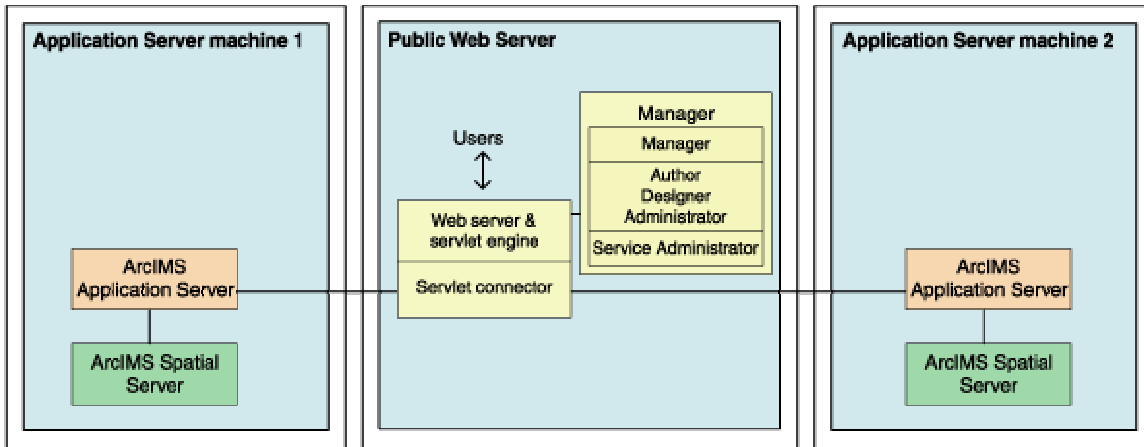 Application Server machine 1
ArcIMS
Application Server
ArcIMS Spatial
Server
Public Web Server
Users
Web server &
servlet engine
Servlet connector
Manager
Manager
Author
Designer
Administrator
Service Administrator
Application Server machine 2
ArcIMS
Application Server
ArcIMS Spatial
Server